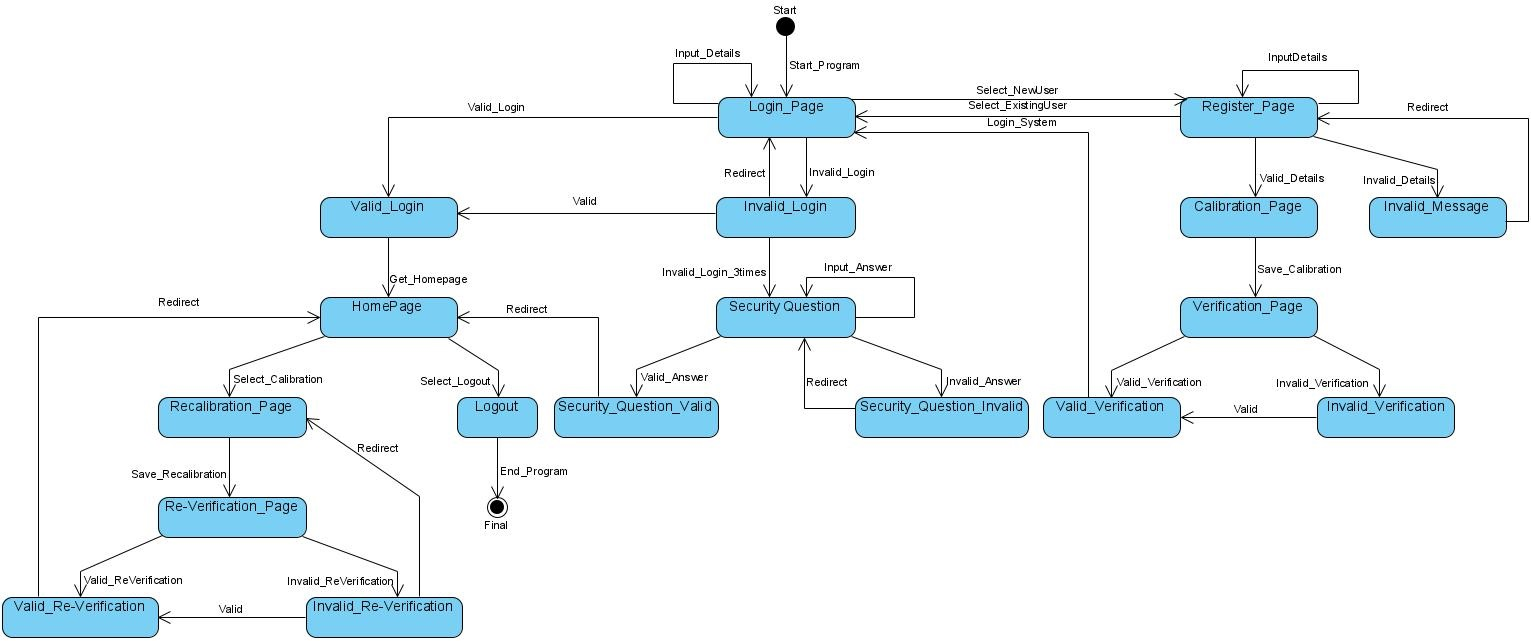 Start
Input_Details
Start_Program
InputDetails
Select_NewUser
Valid_Login
Login_Page
Select_ExistingUser
Register_Page
Redirect
Login_System
Redirect
Invalid_Login
Valid_Details
Invalid_Details
Valid_Login
Valid
Invalid_Login
Calibration_Page
Invalid_Message
Get_Homepage
Invalid_Login_3times
Input_Answer
Save_Calibration
Redirect
HomePage
Redirect
Security Question
Verification_Page
Select_Calibration
Select_Logout
Valid_Answer
Redirect
Invalid_Answer
Valid_Verification
Invalid_Verification
Recalibration_Page
Logout
Security_Question_Valid
Security_Question_Invalid
Valid_Verification
Valid
Invalid_Verification
Redirect
Save_Recalibration
End_Program
Re-Verification_Page
Final
Valid_ReVerification
Invalid_ReVerification
Valid_Re-Verification
Valid
Invalid_Re-Verification